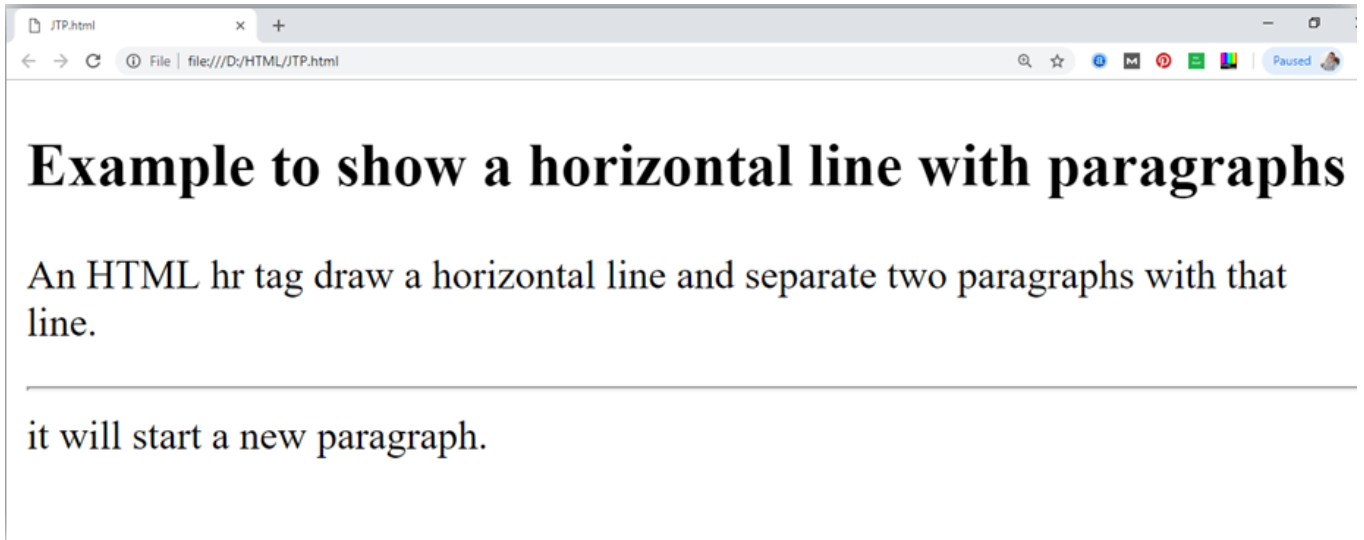 JTP.html
File file:///D:/HTML/JTP.html
Paused
Example to show a horizontal line with paragraphs
An HTML hr tag draw a horizontal line and separate two paragraphs with that
line.
it will start a new paragraph.